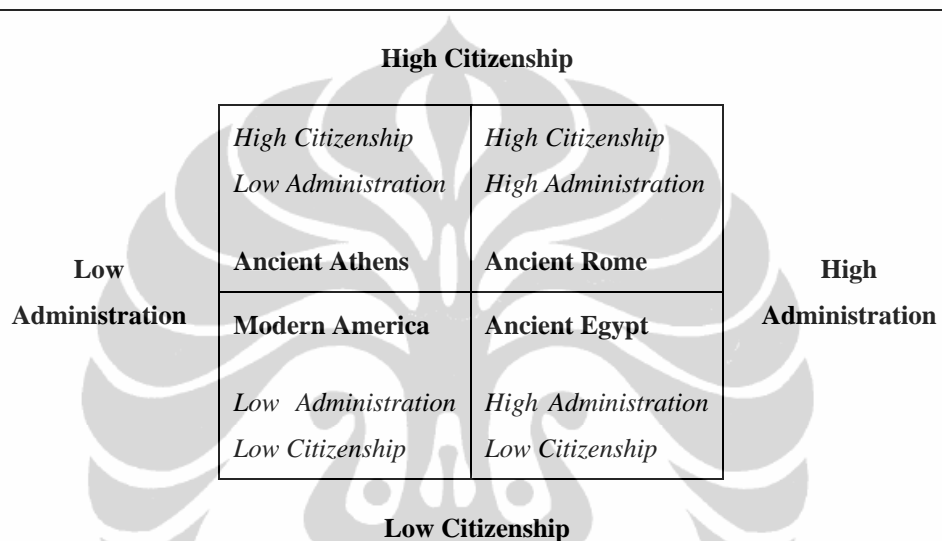 High Citizenship
High Citizenship
Low Administration
Ancient Athens
High Citizenship
High Administration
Ancient Rome
Low
Administration
High
Administration
Modern America
Low Administration
Low Citizenship
Ancient Egypt
High Administration
Low Citizenship
Low Citizenship